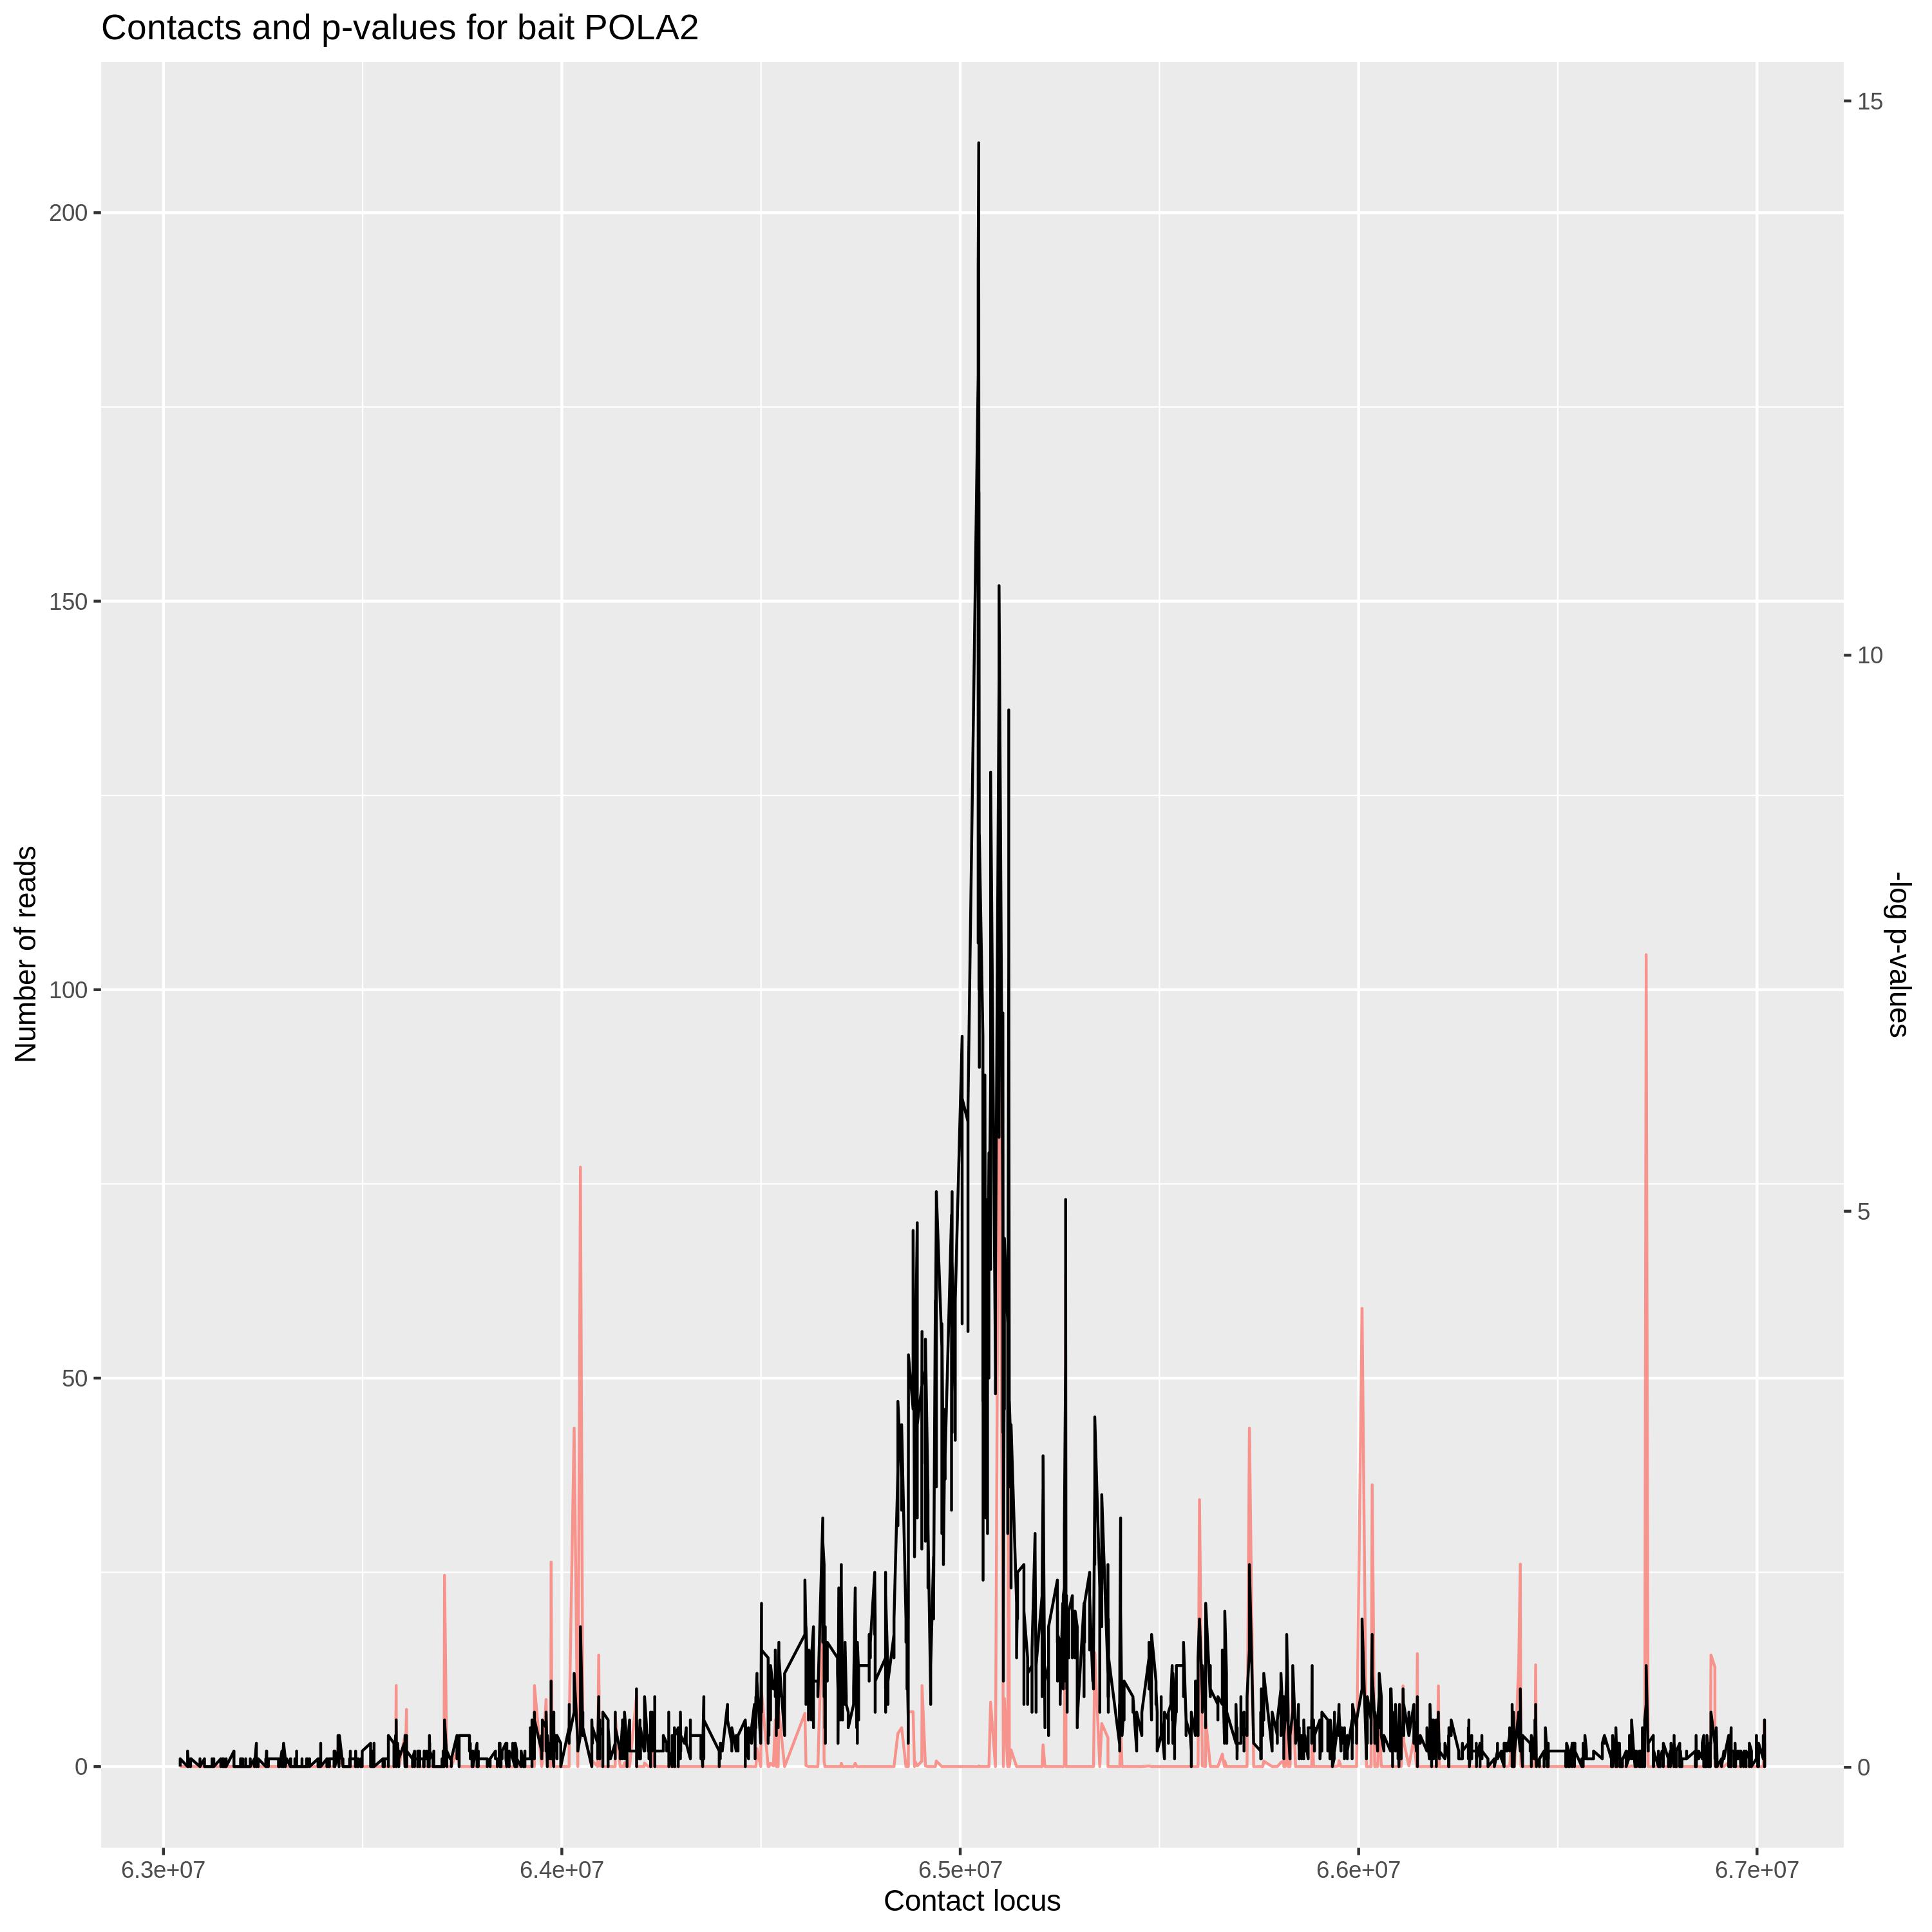 Contacts and p-values for bait POLA2
15
200
150
10
Number of reads
-log p-values
100
5
50
0
0
6.3e+07
6.4e+07
6.5e+07
6.6e+07
6.7e+07
Contact locus